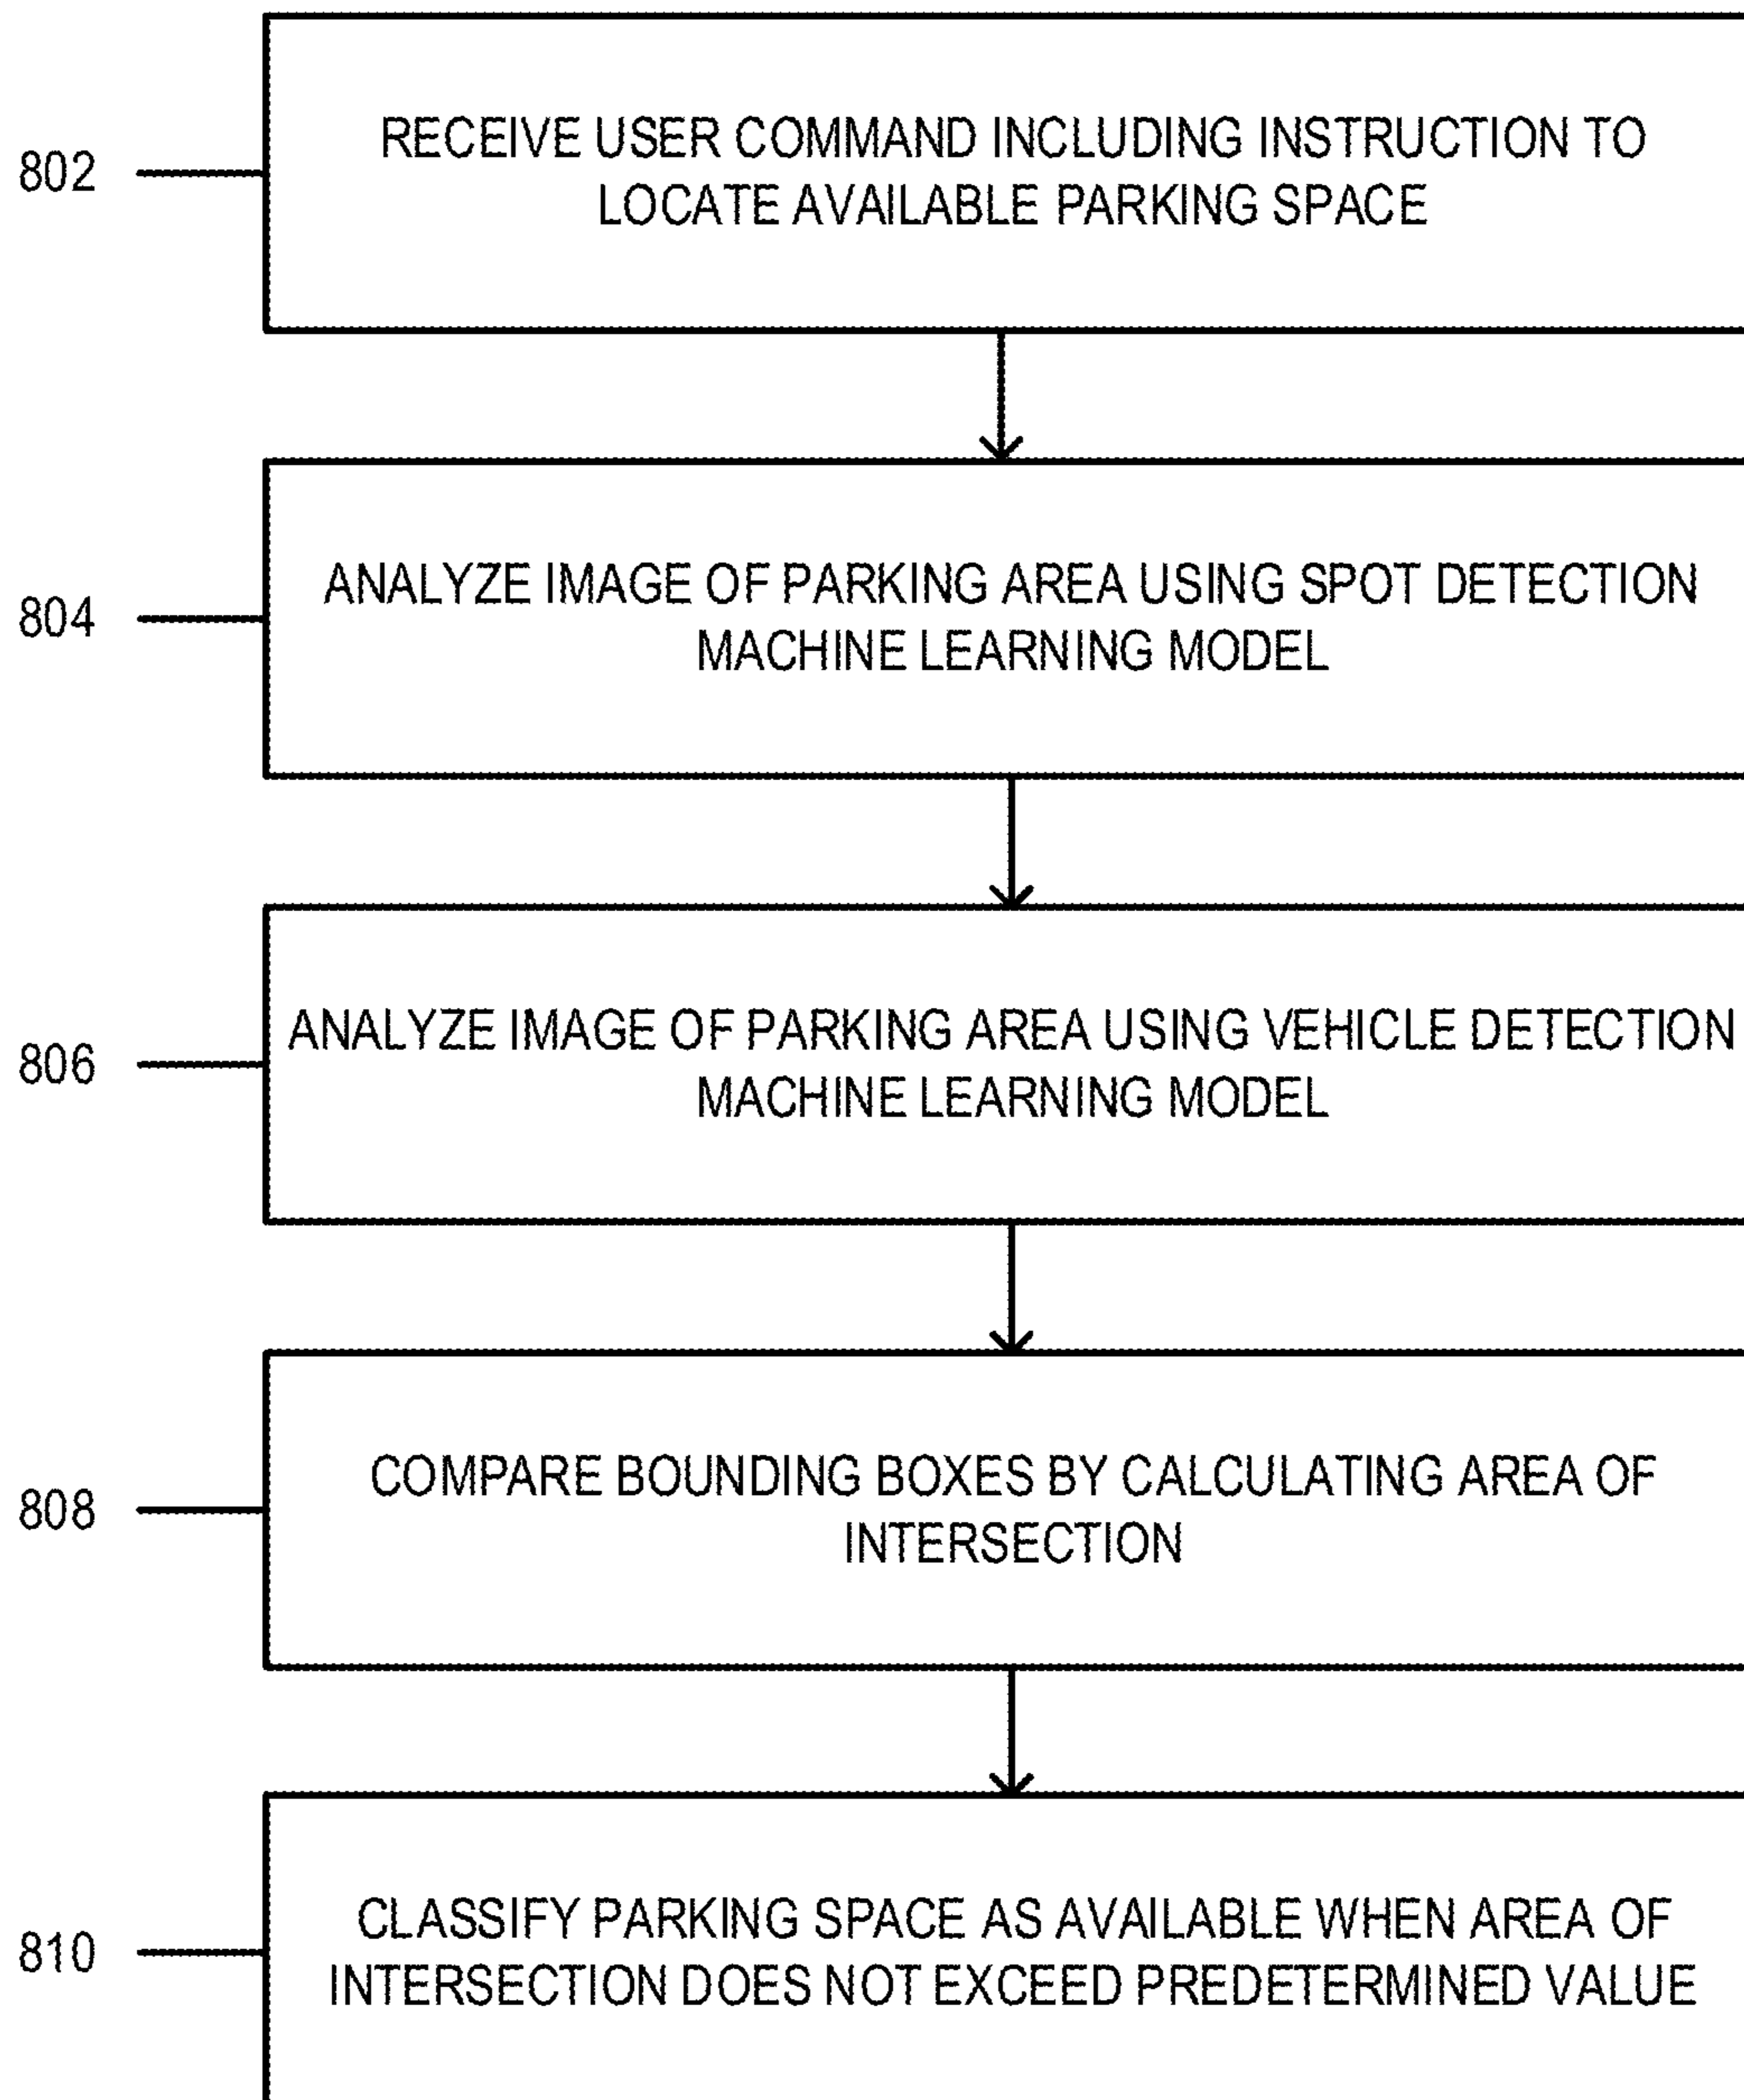 RECEIVE USER COMMAND INCLUDING INSTRUCTION TO
802
LOCATE AVAILABLE PARKING SPACE
ANALYZE IMAGE OF PARKING AREA USING SPOT DETECTION
804
MACHINE LEARNING MODEL
ANALYZE IMAGE OF PARKING AREA USING VEHICLE DETECTION
806
MACHINE LEARNING MODEL
COMPARE BOUNDING BOXES BY CALCULATING AREA OF
808
INTERSECTION
CLASSIFY PARKING SPACE AS AVAILABLE WHEN AREA OF
810
INTERSECTION DOES NOT EXCEED PREDETERMINED VALUE